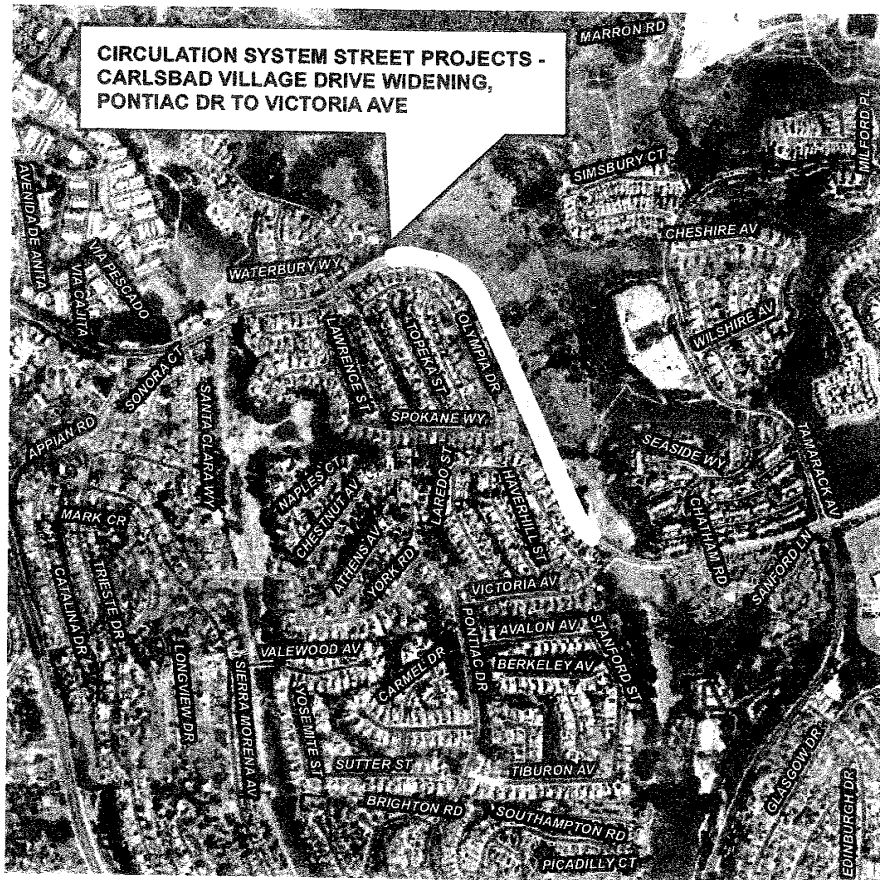 CIRCULATION SYSTEM STREET PROJECTS -
CARLSBAD VILLAGE DRIVE WIDENING,
PONTIAC DR TO VICTORIA AVE
MARRON RD
MILFORD PL
SIMSBURY CT
AVENIDA DE ANITA
VIA CAJITA
VIA PESCADO
CHESHIRE AV
WATERBURY WY
WILSHIRE AV
LAWRENCE ST
TOPEKA ST
OLYMPIA DR
SONORA CT
SANTA CLARA WY
APPIAN RD
SPOKANE WY
SEASIDE WY
TAMARACK AV
NAPLES CT
CHESTNUT AV
LAREDO ST
HAVERHILL ST
CHATHAM RD
SANFORD LN
MARK CR
ATHENS AV
YORK RD
CATALINA DR
TRIESTE DR
VICTORIA AV
AVALON AV
STANFORD ST
PONTIAC DR
BERKELEY AV
VALEWOOD AV
CARMEL DR
LONGVIEW DR
SIERRA MORENA AV
YOSEMITE ST
SUTTER ST
TIBURON AV
GLASGOW DR
EDINBURGH DR
BRIGHTON RD
SOUTHAMPTON RD
PICADILLY CT